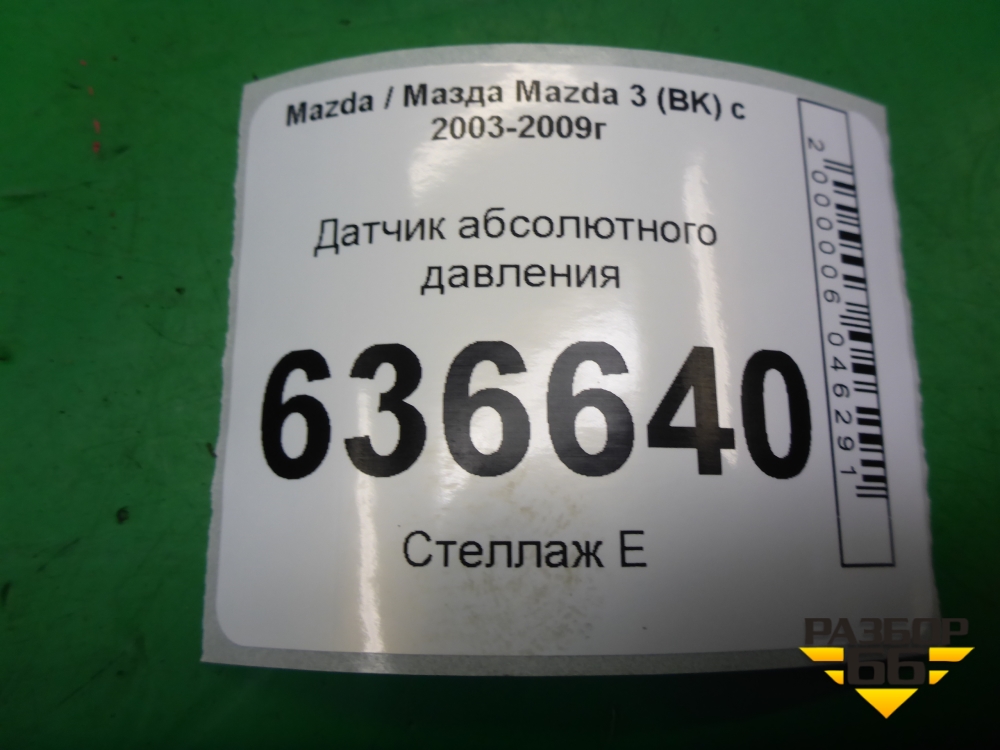 Mazda / Мазда Mazda 3 (BK) с
2003-2009г
Датчик абсолютного
давления
636640
Стеллаж Е
2000006046291
РАЗБОР
66